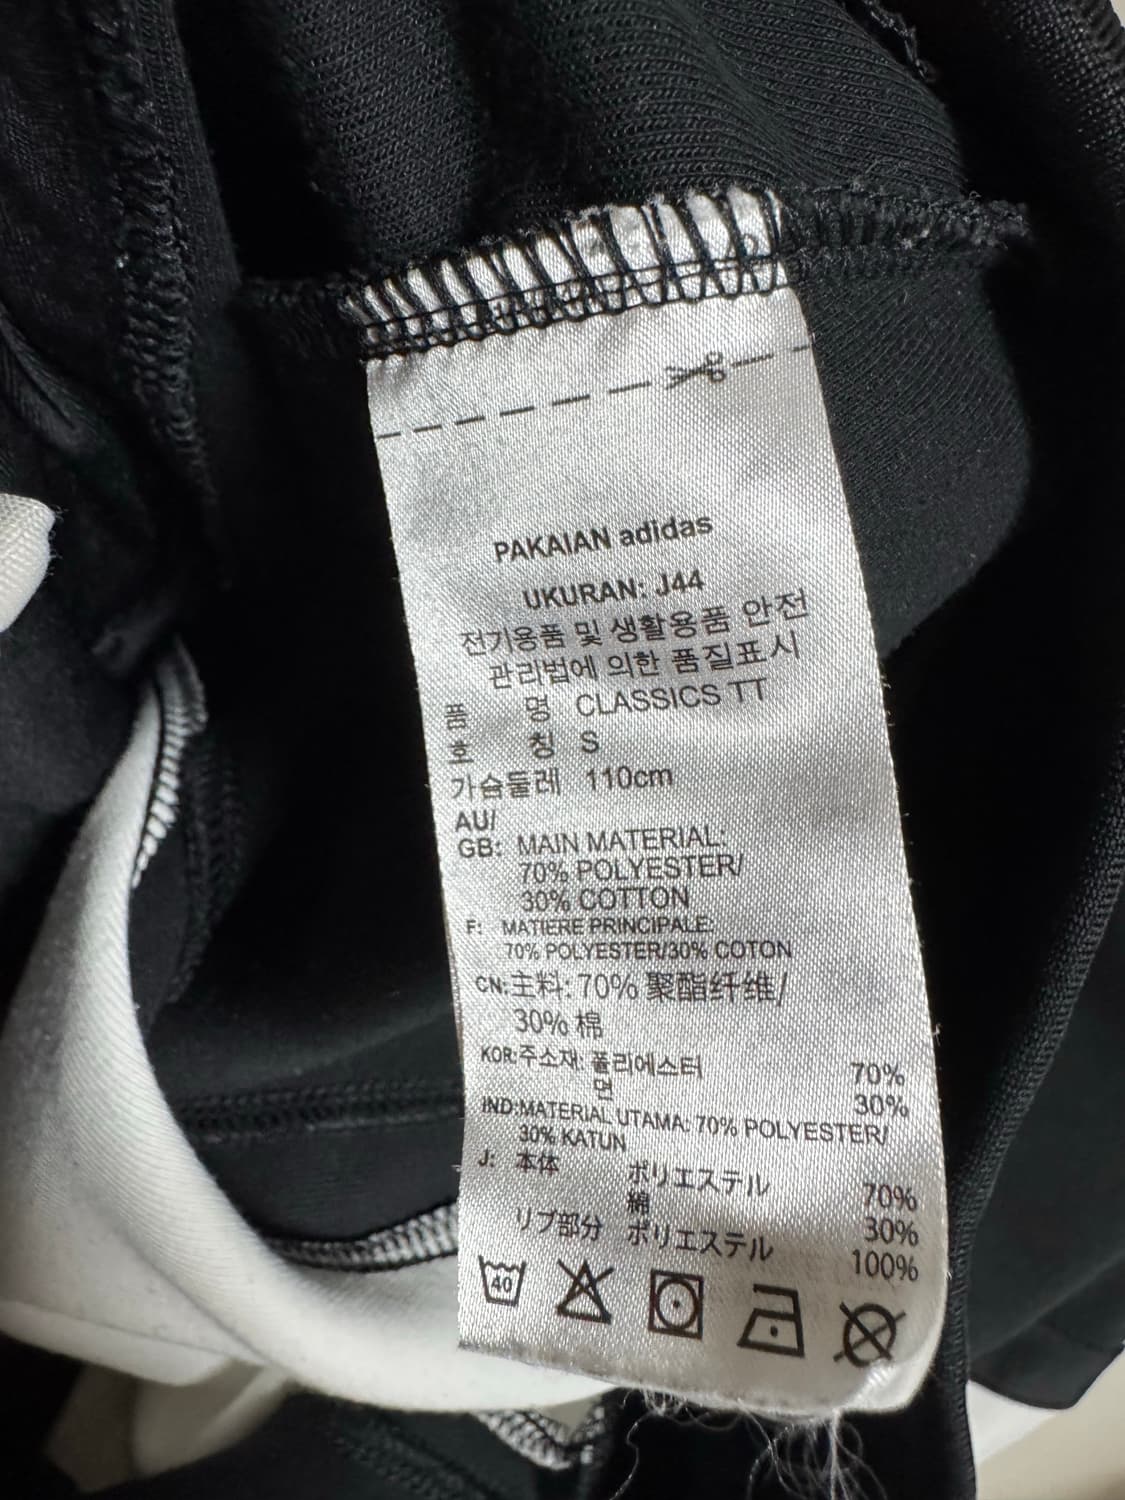 PAKAIAN adidas
UKURAN: J44
전기용품 및 생활용품 안전
관리법에 의한 품질표시
품 명 CLASSICS TT
호 칭 S
가슴둘레 110cm
AU/
GB: MAIN MATERIAL:
70% POLYESTER/
30% COTTON
F: MATIERE PRINCIPALE:
70% POLYESTER/30% COTON
CN:主料: 70% 聚酯纤维/
30% 棉
KOR:주소재: 폴리에스터 70%
면 30%
IND:MATERIAL UTAMA: 70% POLYESTER/
30% KATUN
J: 本体 ポリエステル 70%
綿 30%
リブ部分 ポリエステル 100%
40